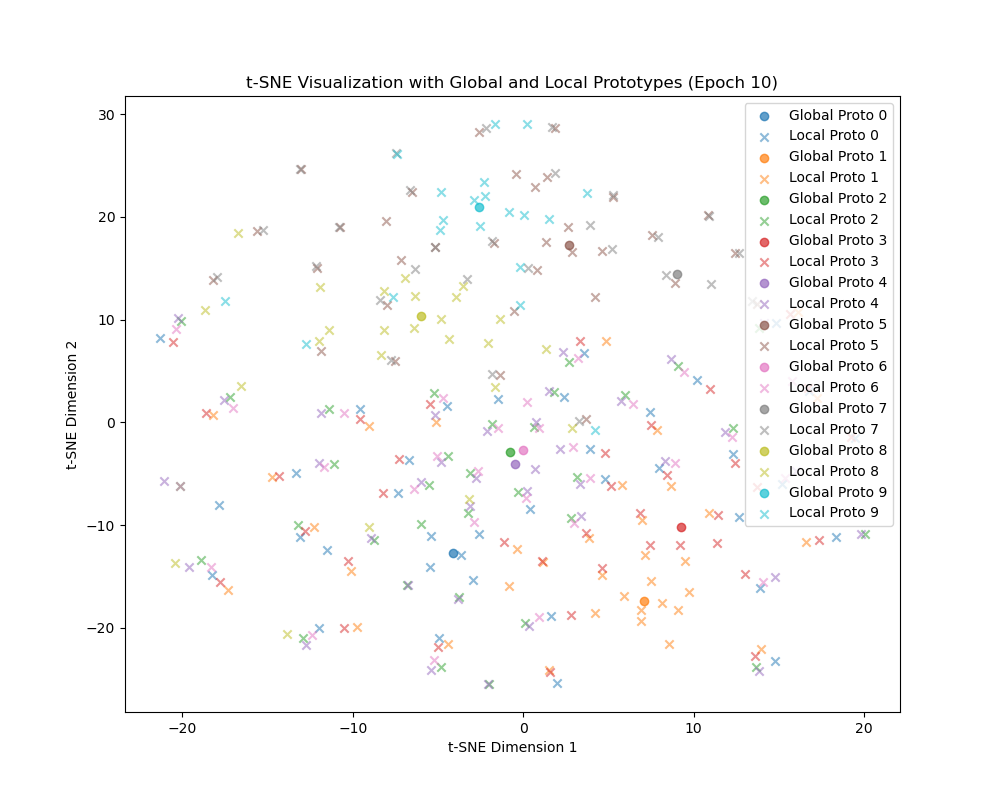 t-SNE Visualization with Global and Local Prototypes (Epoch 10)
30
20
10
0
−10
−20
t-SNE Dimension 2
−20
−10
0
10
20
t-SNE Dimension 1
Global Proto 0
Local Proto 0
Global Proto 1
Local Proto 1
Global Proto 2
Local Proto 2
Global Proto 3
Local Proto 3
Global Proto 4
Local Proto 4
Global Proto 5
Local Proto 5
Global Proto 6
Local Proto 6
Global Proto 7
Local Proto 7
Global Proto 8
Local Proto 8
Global Proto 9
Local Proto 9